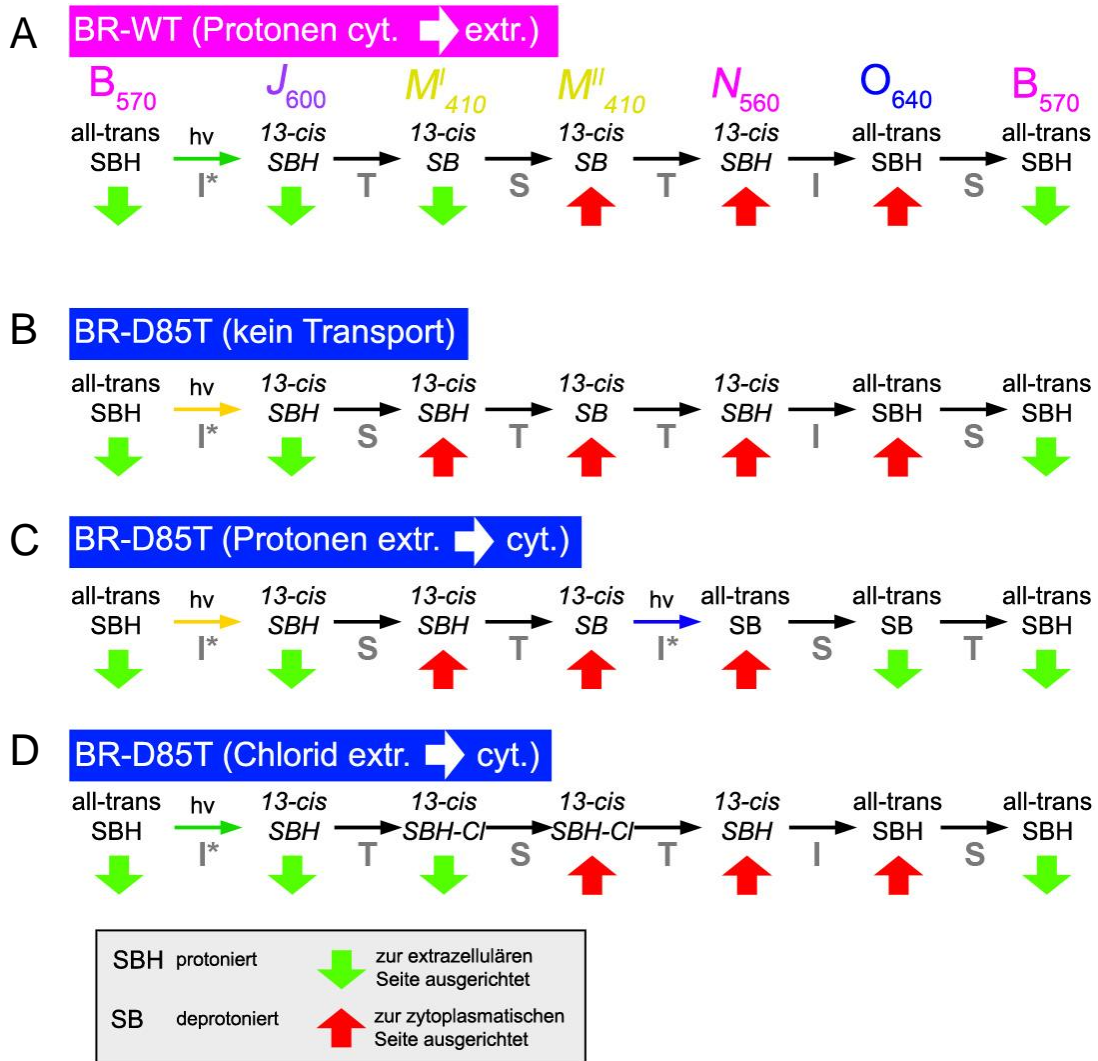 A BR-WT (Protonen cyt. extr.)
B570 J600 M^I410 M^II410 N560 O640 B570
all-trans hν 13-cis 13-cis 13-cis 13-cis all-trans all-trans
SBH SBH SB SB SBH SBH SBH
I* T S T I S
B BR-D85T (kein Transport)
all-trans hν 13-cis 13-cis 13-cis 13-cis all-trans all-trans
SBH SBH SBH SB SBH SBH SBH
I* S T T I S
C BR-D85T (Protonen extr. cyt.)
all-trans hν 13-cis 13-cis 13-cis hν all-trans all-trans all-trans
SBH SBH SBH SB SB SB SBH
I* S T I* S T
D BR-D85T (Chlorid extr. cyt.)
all-trans hν 13-cis 13-cis 13-cis 13-cis all-trans all-trans
SBH SBH SBH-Cl SBH-Cl SBH SBH SBH
I* T S T I S
SBH protoniert zur extrazellulären
Seite ausgerichtet
SB deprotoniert zur zytoplasmatischen
Seite ausgerichtet